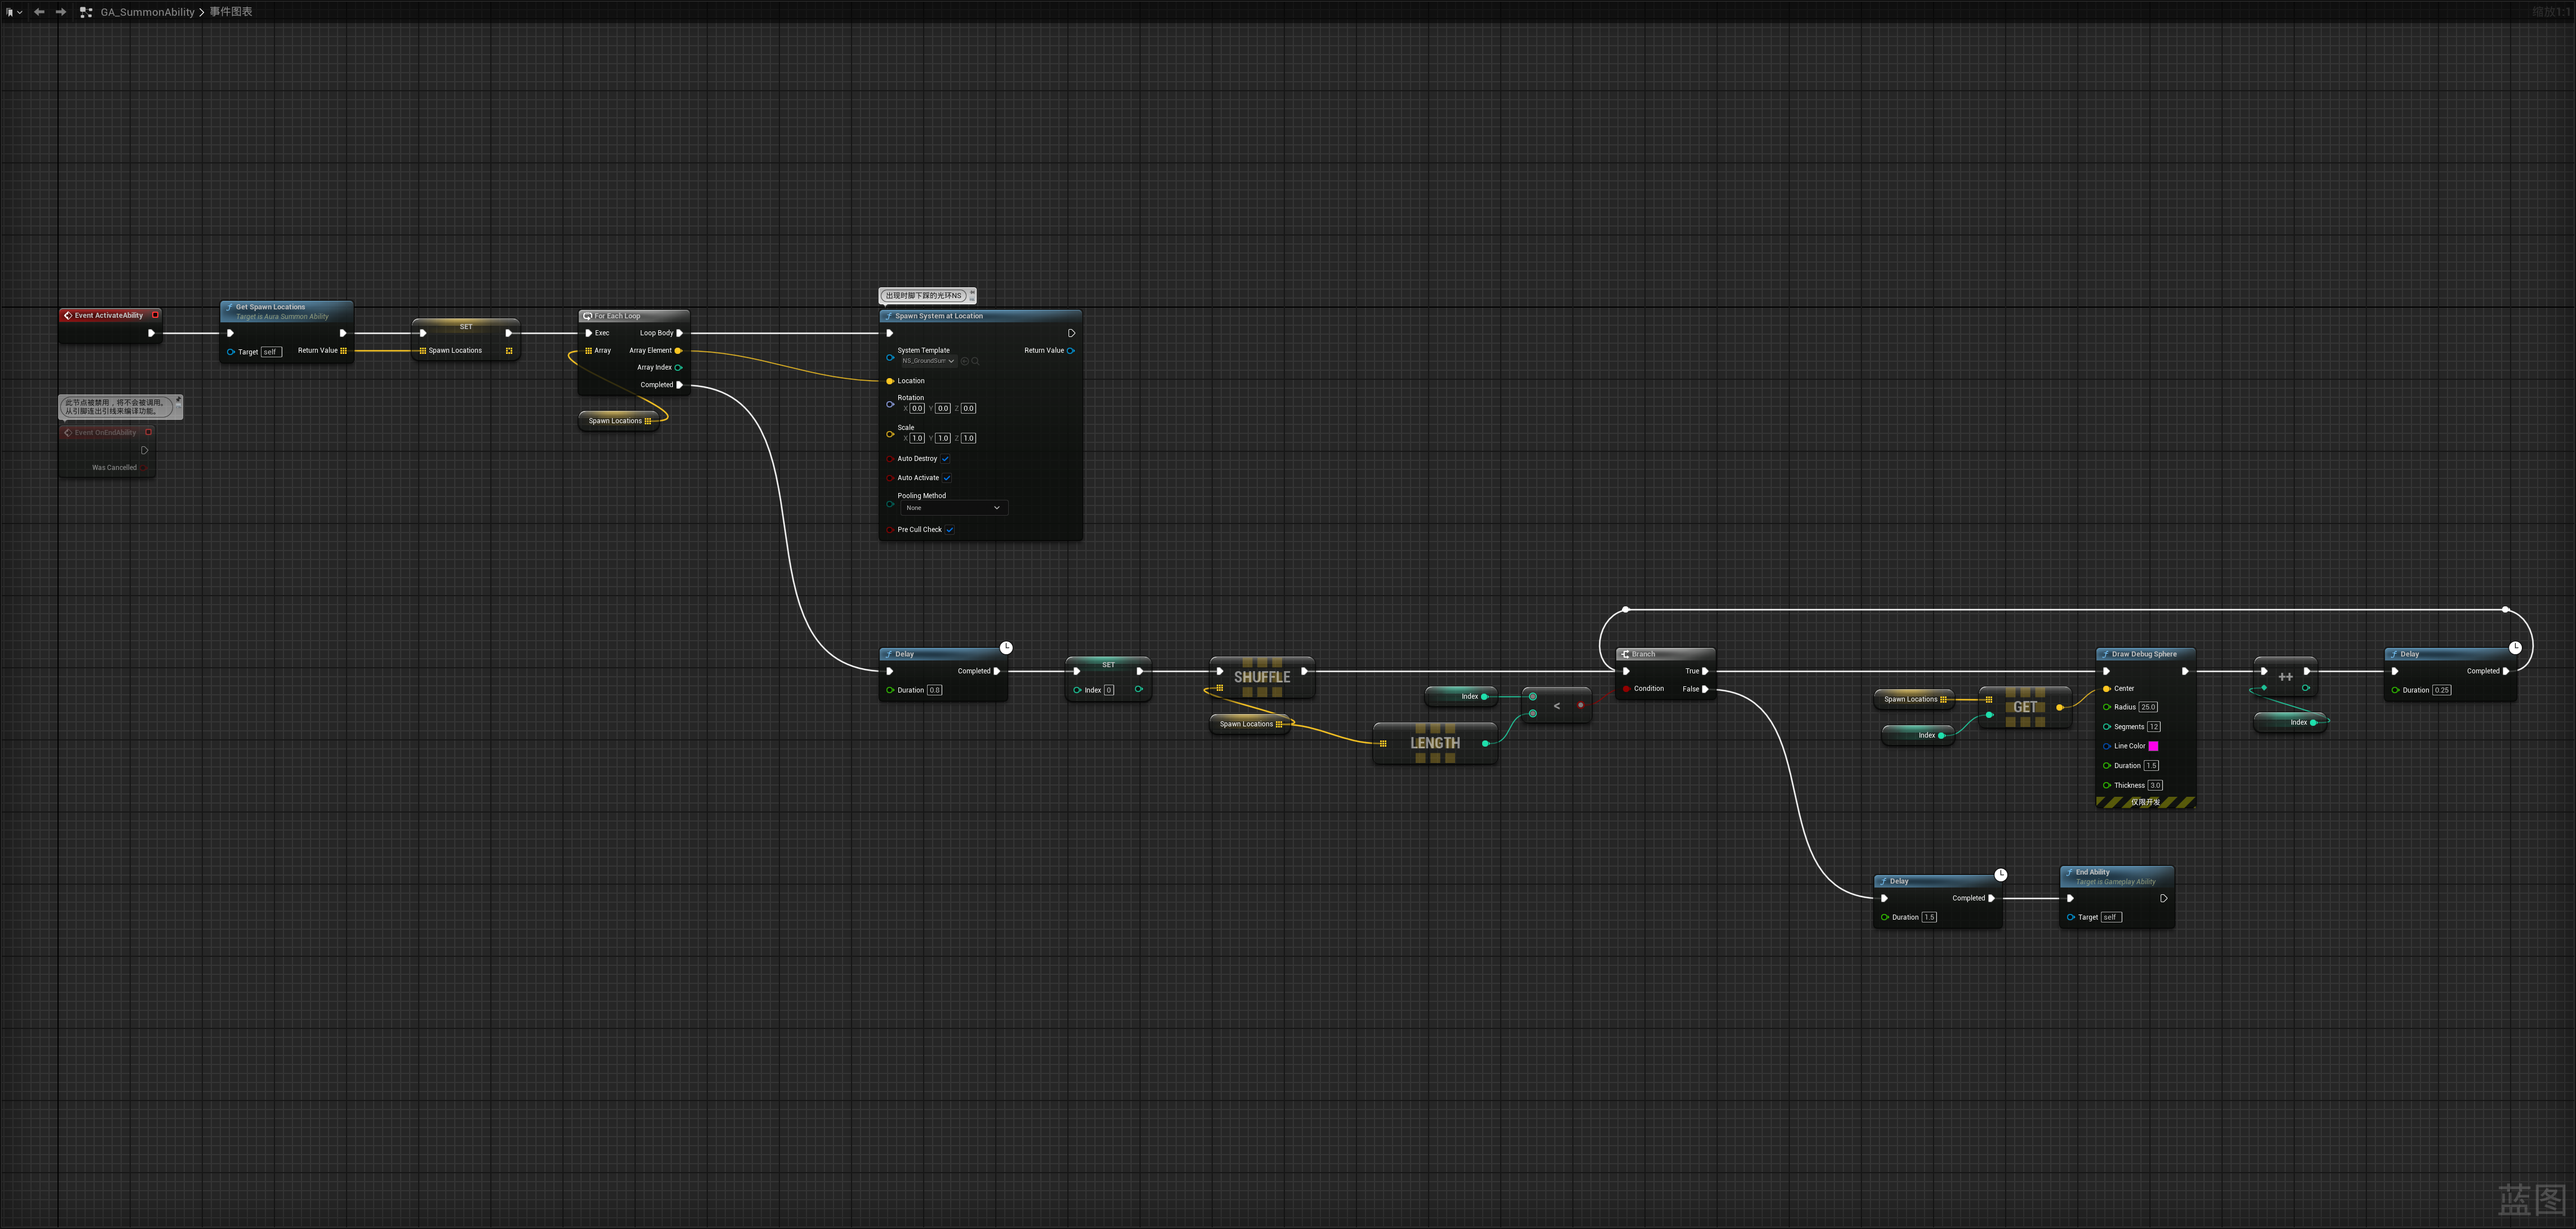 GA_SummonAbility > 事件图表
缩放1:1
出现时脚下踩的光环NS
Event ActivateAbility
Get Spawn Locations
Target is Aura Summon Ability
Target self
Return Value
SET
Spawn Locations
For Each Loop
Exec
Loop Body
Array
Array Element
Array Index
Completed
Spawn Locations
Spawn System at Location
System Template
Return Value
NS_GroundSum
Location
Rotation
X 0.0 Y 0.0 Z 0.0
Scale
X 1.0 Y 1.0 Z 1.0
Auto Destroy
Auto Activate
Pooling Method
None
Pre Cull Check
此节点被禁用，将不会被调用。
从引脚连出引线来编译功能。
Event OnEndAbility
Was Cancelled
Delay
Completed
Duration 0.8
SET
Index 0
SHUFFLE
Spawn Locations
Index
<
LENGTH
Branch
True
Condition
False
Spawn Locations
GET
Index
Draw Debug Sphere
Center
Radius 25.0
Segments 12
Line Color
Duration 1.5
Thickness 3.0
仅限开发
++
Index
Delay
Completed
Duration 0.25
Delay
Completed
Duration 1.5
End Ability
Target is Gameplay Ability
Target self
蓝图